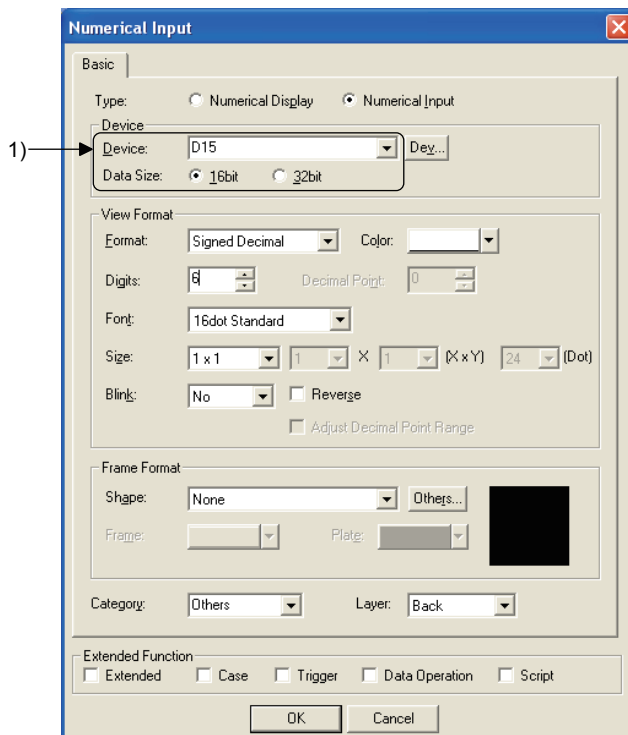 Numerical Input
Basic
Type: Numerical Display Numerical Input
Device
1) Device: D15 Dev...
Data Size: 16bit 32bit
View Format
Format: Signed Decimal Color:
Digits: 6 Decimal Point: 0
Font: 16dot Standard
Size: 1 x 1 1 X 1 (X x Y) 24 (Dot)
Blink: No Reverse
Adjust Decimal Point Range
Frame Format
Shape: None Others...
Frame: Plate:
Category: Others Layer: Back
Extended Function
Extended Case Trigger Data Operation Script
OK Cancel